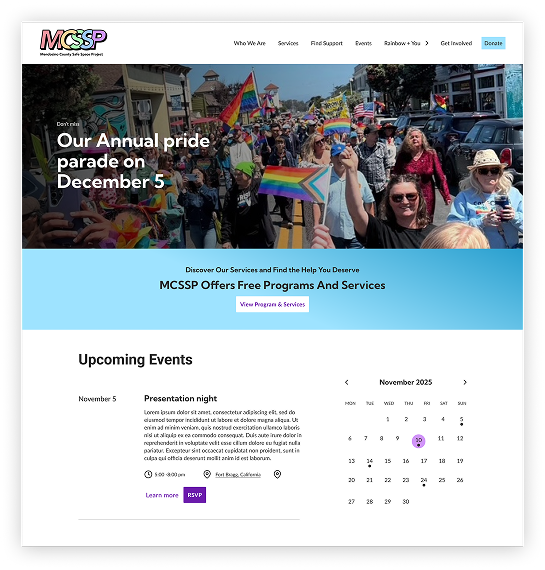 MCSSP
Mendocino County Safe Space Project
Who We Are Services Find Support Events Rainbow + You Get Involved Donate
Don't miss
Our Annual pride
parade on
December 5
Discover Our Services and Find the Help You Deserve
MCSSP Offers Free Programs And Services
View Program & Services
Upcoming Events
November 5
Presentation night
Lorem ipsum dolor sit amet, consectetur adipiscing elit, sed do
eiusmod tempor incididunt ut labore et dolore magna aliqua. Ut
enim ad minim veniam, quis nostrud exercitation ullamco laboris
nisi ut aliquip ex ea commodo consequat. Duis aute irure dolor in
reprehenderit in voluptate velit esse cillum dolore eu fugiat nulla
pariatur. Excepteur sint occaecat cupidatat non proident, sunt in
culpa qui officia deserunt mollit anim id est laborum.
5:00 -8:00 pm Fort Bragg, California
Learn more RSVP
November 2025
MON TUE WED THU FRI SAT SUN
1 2 3 4 5
6 7 8 9 10 11 12
13 14 15 16 17 18 19
20 21 22 23 24 25 26
27 28 29 30